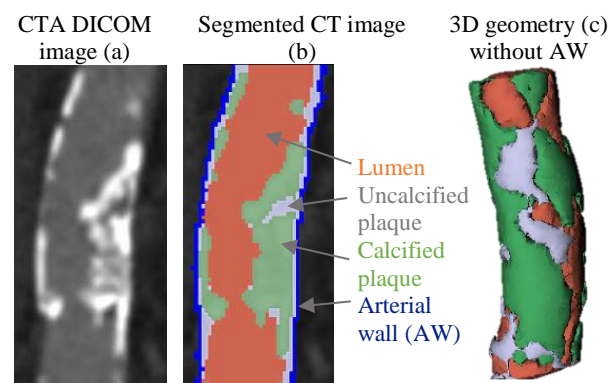 CTA DICOM
image (a)
Segmented CT image
(b)
3D geometry (c)
without AW
Lumen
Uncalcified
plaque
Calcified
plaque
Arterial
wall (AW)